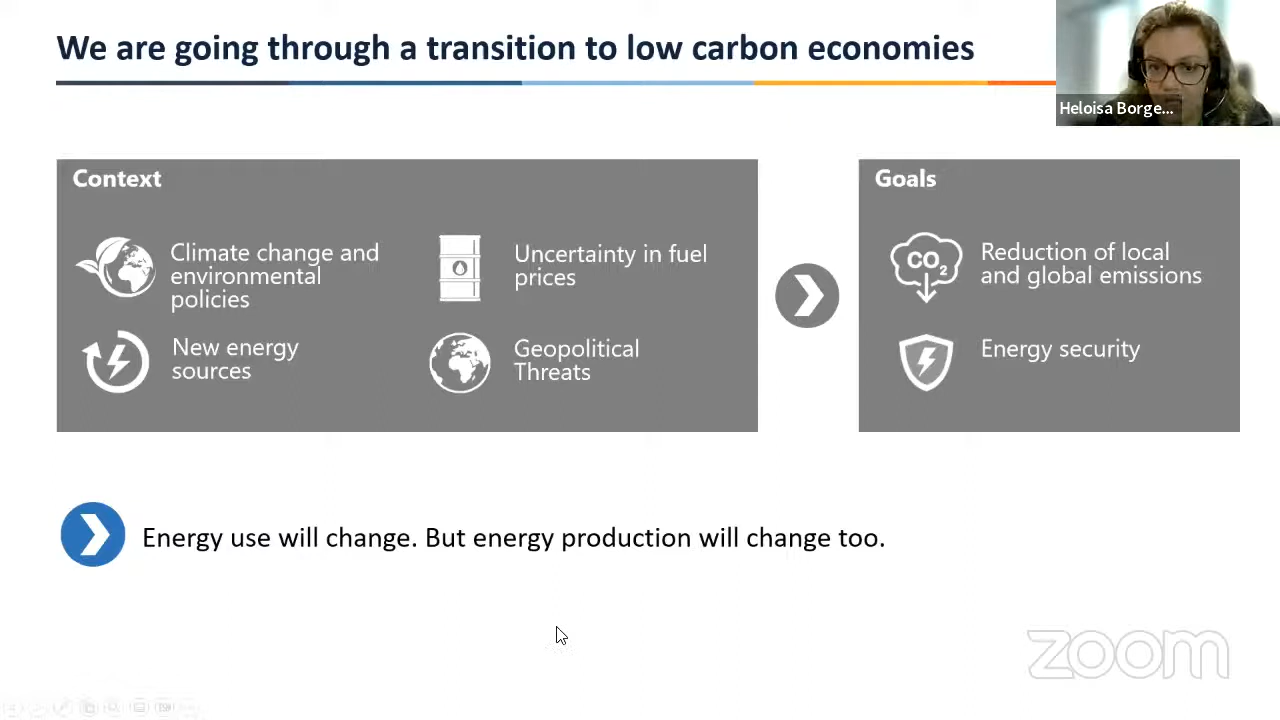 We are going through a transition to low carbon economies
Heloisa Borge...
Context
Climate change and
environmental
policies
Uncertainty in fuel
prices
New energy
sources
Geopolitical
Threats
Goals
CO2
Reduction of local
and global emissions
Energy security
Energy use will change. But energy production will change too.
zoom